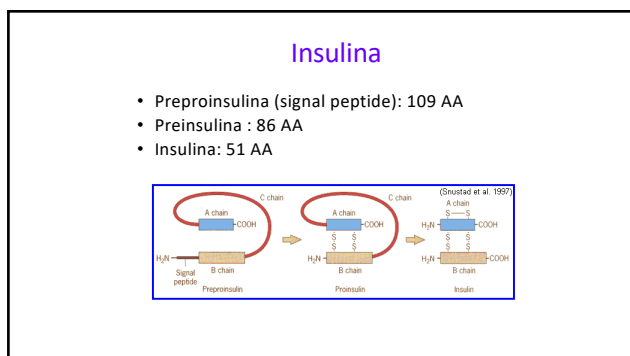 Insulina
• Preproinsulina (signal peptide): 109 AA
• Preinsulina : 86 AA
• Insulina: 51 AA
(Snustad et al. 1997)
C chain
A chain
COOH
H₂N
Signal
peptide
B chain
Preproinsulin
C chain
A chain
COOH
S S
S S
H₂N
B chain
Proinsulin
A chain
S S
H₂N
COOH
S S
S S
H₂N
COOH
B chain
Insulin